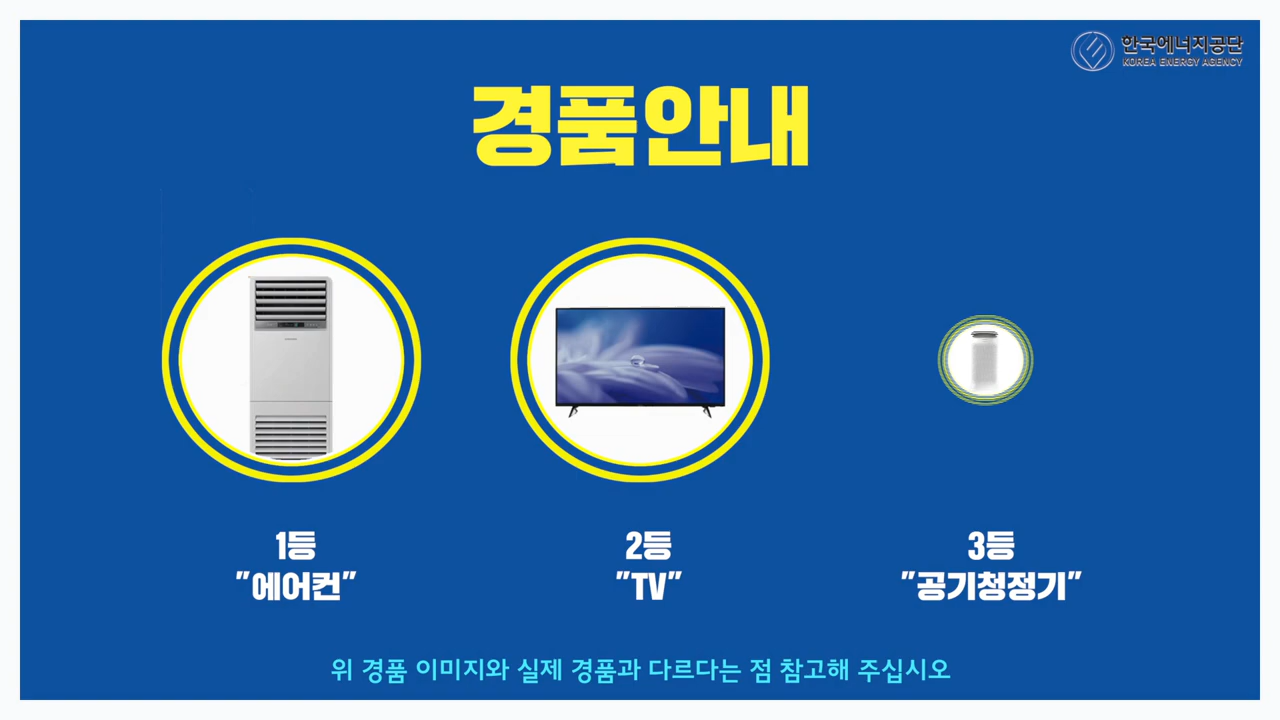 한국에너지공단
KOREA ENERGY AGENCY
경품안내
1등
"에어컨"
2등
"TV"
3등
"공기청정기"
위 경품 이미지와 실제 경품과 다르다는 점 참고해 주십시오